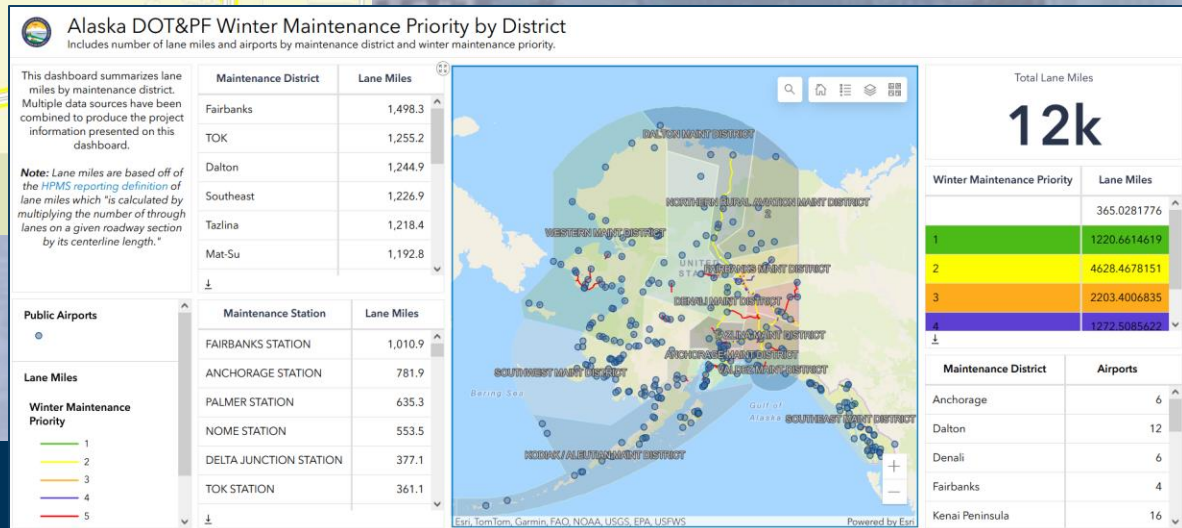 Alaska DOT&PF Winter Maintenance Priority by District
Includes number of lane miles and airports by maintenance district and winter maintenance priority.
This dashboard summarizes lane
miles by maintenance district.
Multiple data sources have been
combined to produce the project
information presented on this
dashboard.
Note: Lane miles are based off of
the HPMS reporting definition of
lane miles which "is calculated by
multiplying the number of through
lanes on a given roadway section
by its centerline length."
Maintenance District Lane Miles
Fairbanks 1,498.3
TOK 1,255.2
Dalton 1,244.9
Southeast 1,226.9
Tazlina 1,218.4
Mat-Su 1,192.8
Public Airports
Lane Miles
Winter Maintenance
Priority
1
2
3
4
5
Maintenance Station Lane Miles
FAIRBANKS STATION 1,010.9
ANCHORAGE STATION 781.9
PALMER STATION 635.3
NOME STATION 553.5
DELTA JUNCTION STATION 377.1
TOK STATION 361.1
DALTON MAINT DISTRICT
NORTHERN RURAL AVIATION MAINT DISTRICT
2
WESTERN MAINT DISTRICT
UNITED
STATES
FAIRBANKS MAINT DISTRICT
DENALI MAINT DISTRICT
TAZLINA MAINT DISTRICT
ANCHORAGE MAINT DISTRICT
VALDEZ MAINT DISTRICT
SOUTHWEST MAINT DISTRICT
Bering Sea
Gulf of
Alaska
SOUTHEAST MAINT DISTRICT
KODIAK / ALEUTIAN MAINT DISTRICT
Esri, TomTom, Garmin, FAO, NOAA, USGS, EPA, USFWS Powered by Esri
Total Lane Miles
12k
Winter Maintenance Priority Lane Miles
365.0281776
1 1220.6614619
2 4628.4678151
3 2203.4006835
4 1272.5085622
Maintenance District Airports
Anchorage 6
Dalton 12
Denali 6
Fairbanks 4
Kenai Peninsula 16